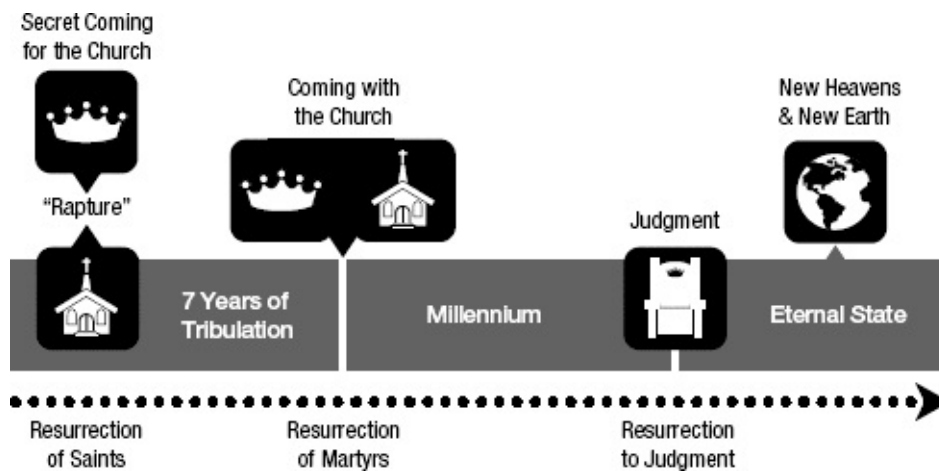 Secret Coming
for the Church
“Rapture”
Coming with
the Church
Judgment
New Heavens
& New Earth
7 Years of
Tribulation
Millennium
Eternal State
Resurrection
of Saints
Resurrection
of Martyrs
Resurrection
to Judgment